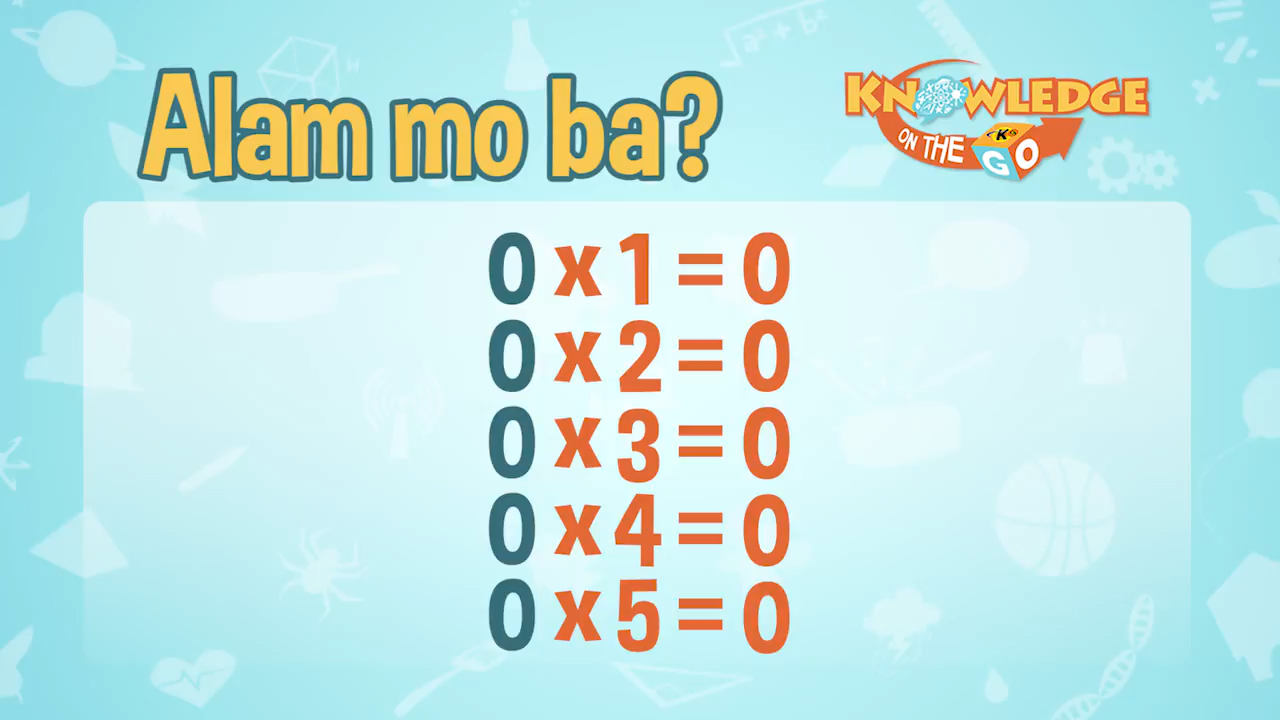 Alam mo ba?
KNOWLEDGE
ON THE GO
0 x 1 = 0
0 x 2 = 0
0 x 3 = 0
0 x 4 = 0
0 x 5 = 0